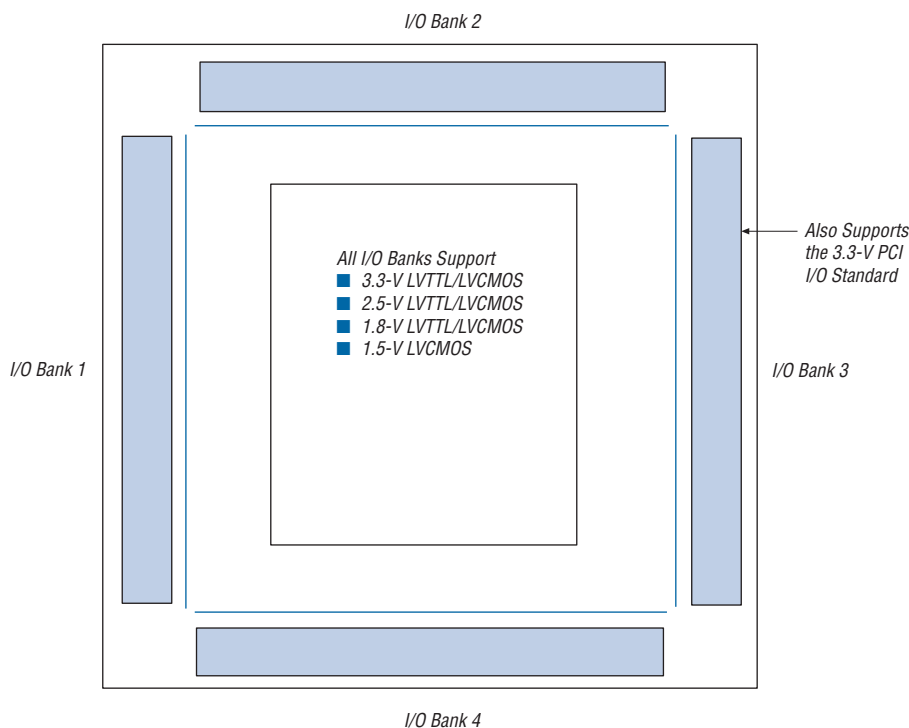 I/O Bank 2
All I/O Banks Support
■ 3.3-V LVTTL/LVCMOS
■ 2.5-V LVTTL/LVCMOS
■ 1.8-V LVTTL/LVCMOS
■ 1.5-V LVCMOS
Also Supports
the 3.3-V PCI
I/O Standard
I/O Bank 1
I/O Bank 3
I/O Bank 4